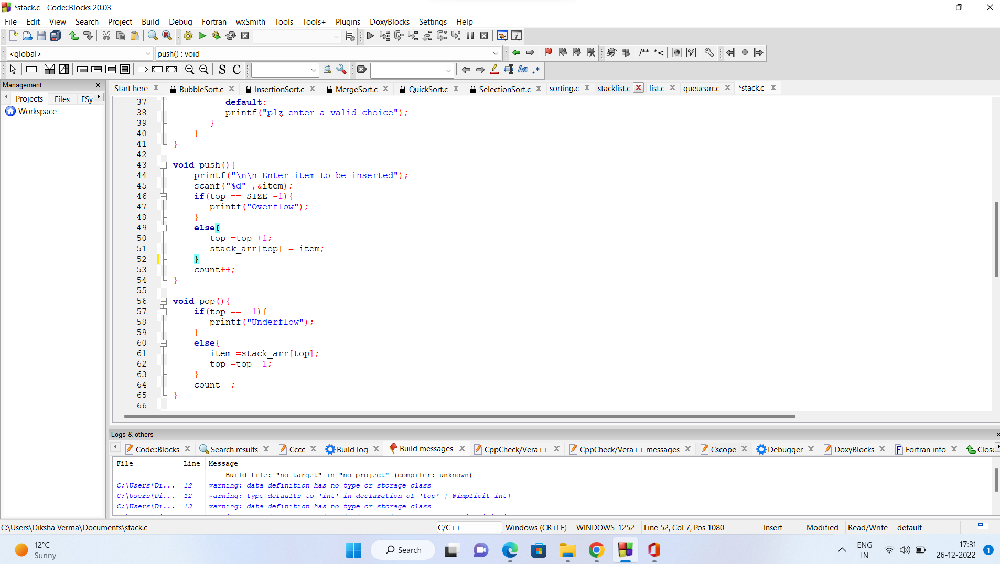 *stack.c - Code::Blocks 20.03
File Edit View Search Project Build Debug Fortran wxSmith Tools Tools+ Plugins DoxyBlocks Settings Help
<global> push() : void /** *<
S C Aa .*
Management
Projects Files FSy
Workspace
Start here BubbleSort.c InsertionSort.c MergeSort.c QuickSort.c SelectionSort.c sorting.c stacklist.c list.c queuearr.c *stack.c
37 default:
38 printf("plz enter a valid choice");
39 }
40 }
41 }
42
43 void push(){
44 printf("\n\n Enter item to be inserted");
45 scanf("%d" ,&item);
46 if(top == SIZE -1){
47 printf("Overflow");
48 }
49 else{
50 top =top +1;
51 stack_arr[top] = item;
52 }
53 count++;
54 }
55
56 void pop(){
57 if(top == -1){
58 printf("Underflow");
59 }
60 else{
61 item =stack_arr[top];
62 top =top -1;
63 }
64 count--;
65 }
66
Logs & others
Code::Blocks Search results Cccc Build log Build messages CppCheck/Vera++ CppCheck/Vera++ messages Cscope Debugger DoxyBlocks Fortran info Close
File Line Message
=== Build file: "no target" in "no project" (compiler: unknown) ===
C:\Users\Di... 12 warning: data definition has no type or storage class
C:\Users\Di... 12 warning: type defaults to 'int' in declaration of 'top' [-Wimplicit-int]
C:\Users\Di... 13 warning: data definition has no type or storage class
C:\Users\Diksha Verma\Documents\stack.c C/C++ Windows (CR+LF) WINDOWS-1252 Line 52, Col 7, Pos 1080 Insert Modified Read/Write default
12°C
Sunny
Search
ENG
IN
17:31
26-12-2022
1